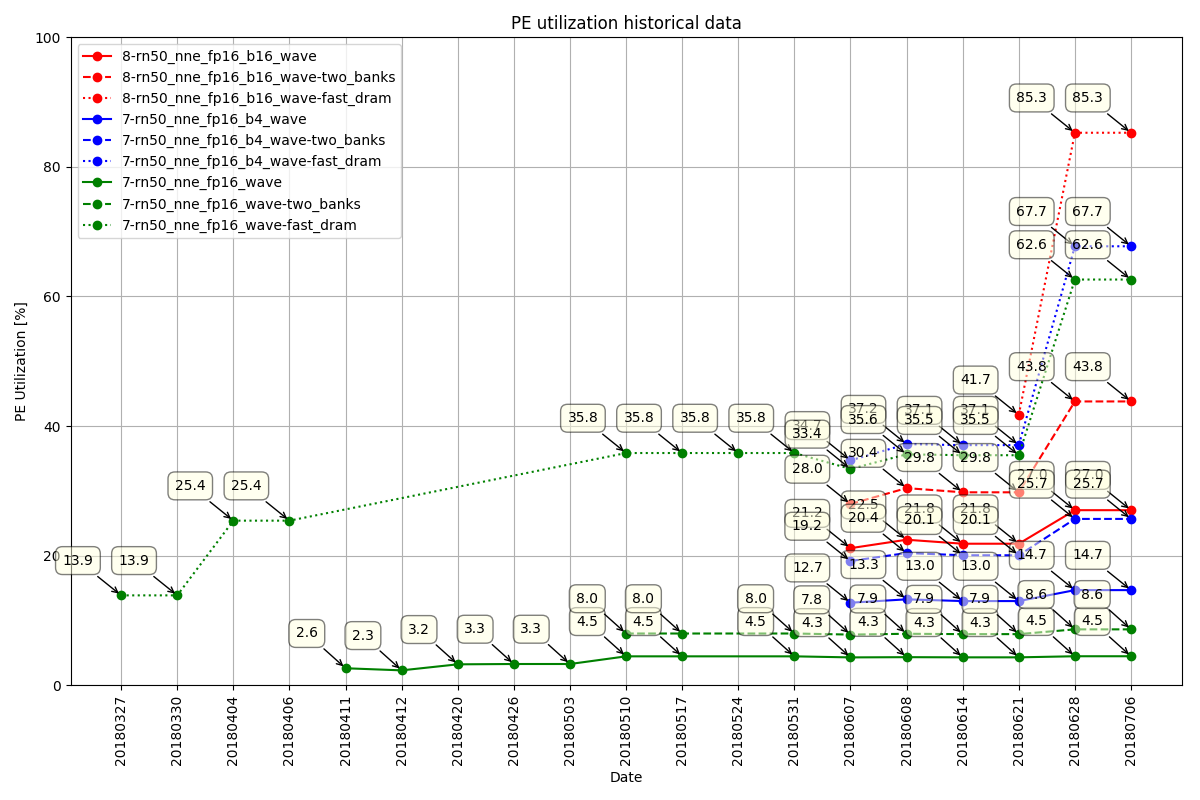 PE utilization historical data
100
80
60
40
20
0
PE Utilization [%]
8-rn50_nne_fp16_b16_wave
8-rn50_nne_fp16_b16_wave-two_banks
8-rn50_nne_fp16_b16_wave-fast_dram
7-rn50_nne_fp16_b4_wave
7-rn50_nne_fp16_b4_wave-two_banks
7-rn50_nne_fp16_b4_wave-fast_dram
7-rn50_nne_fp16_wave
7-rn50_nne_fp16_wave-two_banks
7-rn50_nne_fp16_wave-fast_dram
85.3 85.3
67.7 67.7
62.6 62.6
41.7 43.8 43.8
37.2 37.1 37.1
35.8 35.8 35.8 35.8 34.7 35.6 35.5 35.5
33.4
28.0 30.4 29.8 29.8
27.0 27.0
25.4 25.4 25.7 25.7
21.2 22.5 21.8 21.8
19.2 20.4 20.1 20.1
13.9 13.9 12.7 13.3 13.0 13.0 14.7 14.7
8.0 8.0 8.0 7.8 7.9 7.9 7.9 8.6 8.6
2.6 2.3 3.2 3.3 3.3 4.5 4.5 4.5 4.3 4.3 4.3 4.3 4.5 4.5
20180327
20180330
20180404
20180406
20180411
20180412
20180420
20180426
20180503
20180510
20180517
20180524
20180531
20180607
20180608
20180614
20180621
20180628
20180706
Date